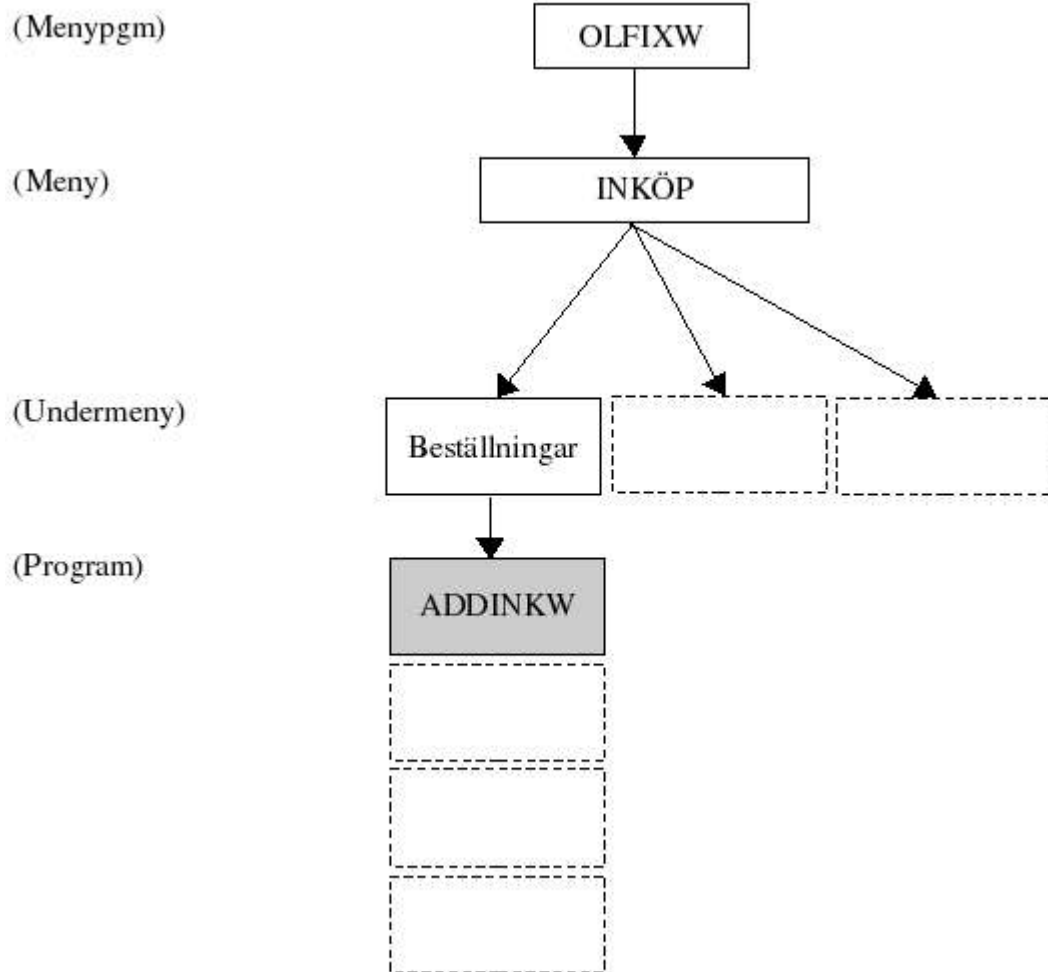 (Menypgm)
OLFIXW
(Meny)
INKÖP
(Undermeny)
Beställningar
(Program)
ADDINKW